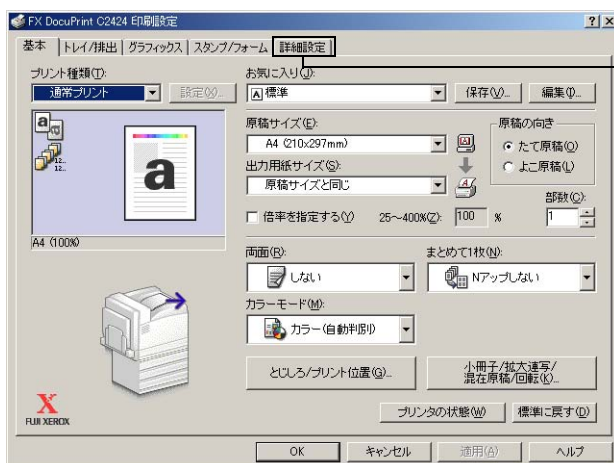 FX DocuPrint C2424 印刷設定
基本 トレイ/排出 グラフィックス スタンプ/フォーム 詳細設定
プリント種類(T):
通常プリント 設定(X)...
お気に入り(J):
標準 保存(V)... 編集(I)...
原稿サイズ(E):
A4 (210x297mm)
出力用紙サイズ(S):
原稿サイズと同じ
原稿の向き
たて原稿(O)
よこ原稿(L)
倍率を指定する(Y) 25～400%(Z): 100 %
部数(C):
1
A4 (100%)
両面(R):
しない
まとめて1枚(N):
Nアップしない
カラーモード(M):
カラー(自動判別)
とじしろ/プリント位置(G)...
小冊子/拡大連写/
混在原稿/回転(K)...
FUJI XEROX
プリンタの状態(W) 標準に戻す(D)
OK キャンセル 適用(A) ヘルプ